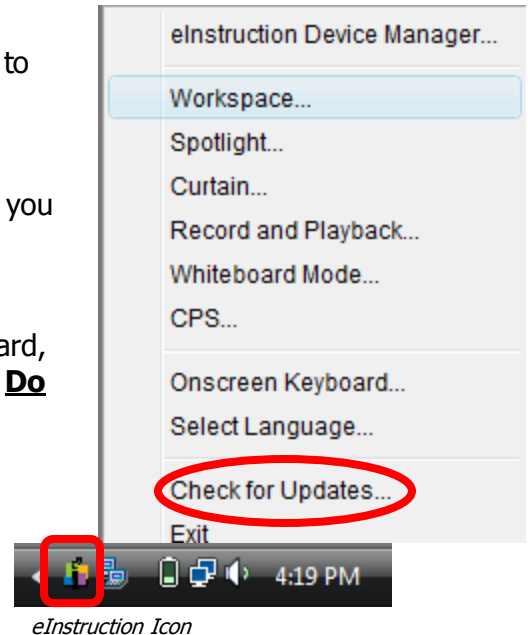 to
you
ard,
Do
eInstruction Device Manager...
Workspace...
Spotlight...
Curtain...
Record and Playback...
Whiteboard Mode...
CPS...
Onscreen Keyboard...
Select Language...
Check for Updates...
Exit
4:19 PM
eInstruction Icon